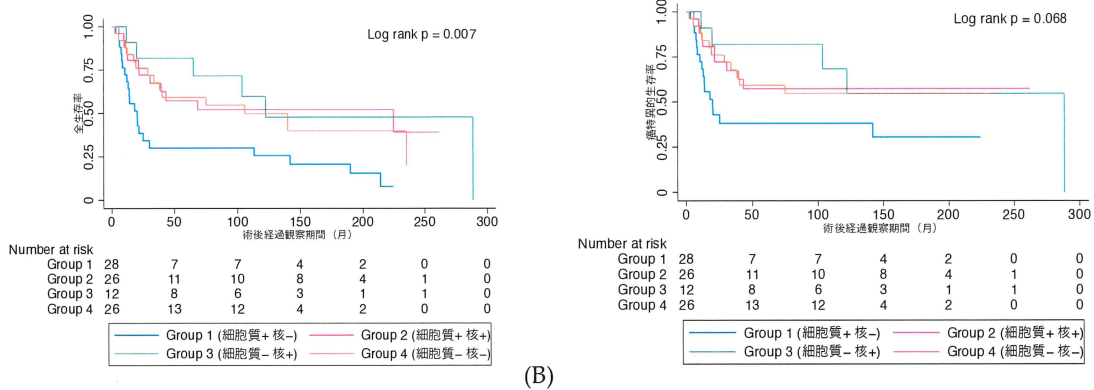 Log rank p = 0.007
全生存率
1.00
0.75
0.50
0.25
0
0 50 100 150 200 250 300
術後経過観察期間（月）
Number at risk
Group 1 28 7 7 4 2 0 0
Group 2 26 11 10 8 4 1 0
Group 3 12 8 6 3 1 1 0
Group 4 26 13 12 4 2 0 0
Group 1 (細胞質+ 核−) Group 2 (細胞質+ 核+)
Group 3 (細胞質− 核+) Group 4 (細胞質− 核−)
(B)
Log rank p = 0.068
癌特異的生存率
1.00
0.75
0.50
0.25
0
0 50 100 150 200 250 300
術後経過観察期間（月）
Number at risk
Group 1 28 7 7 4 2 0 0
Group 2 26 11 10 8 4 1 0
Group 3 12 8 6 3 1 1 0
Group 4 26 13 12 4 2 0 0
Group 1 (細胞質+ 核−) Group 2 (細胞質+ 核+)
Group 3 (細胞質− 核+) Group 4 (細胞質− 核−)